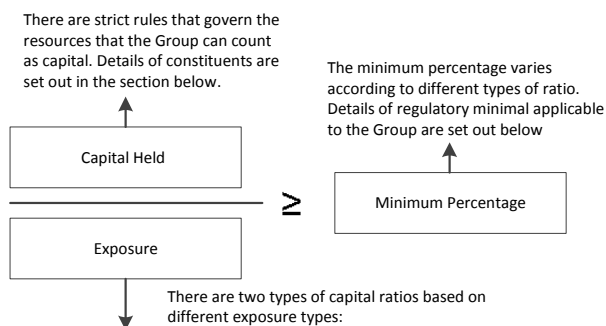 There are strict rules that govern the
resources that the Group can count
as capital. Details of constituents are
set out in the section below.
The minimum percentage varies
according to different types of ratio.
Details of regulatory minimal applicable
to the Group are set out below
Capital Held
≥
Minimum Percentage
Exposure
There are two types of capital ratios based on
different exposure types: